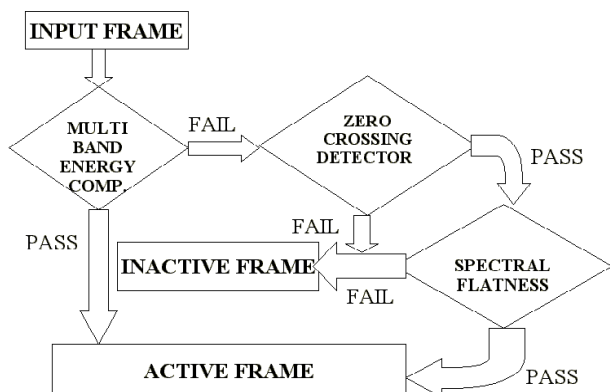 INPUT FRAME
MULTI
BAND
ENERGY
COMP.
FAIL
ZERO
CROSSING
DETECTOR
PASS
PASS
FAIL
INACTIVE FRAME
FAIL
SPECTRAL
FLATNESS
ACTIVE FRAME
PASS